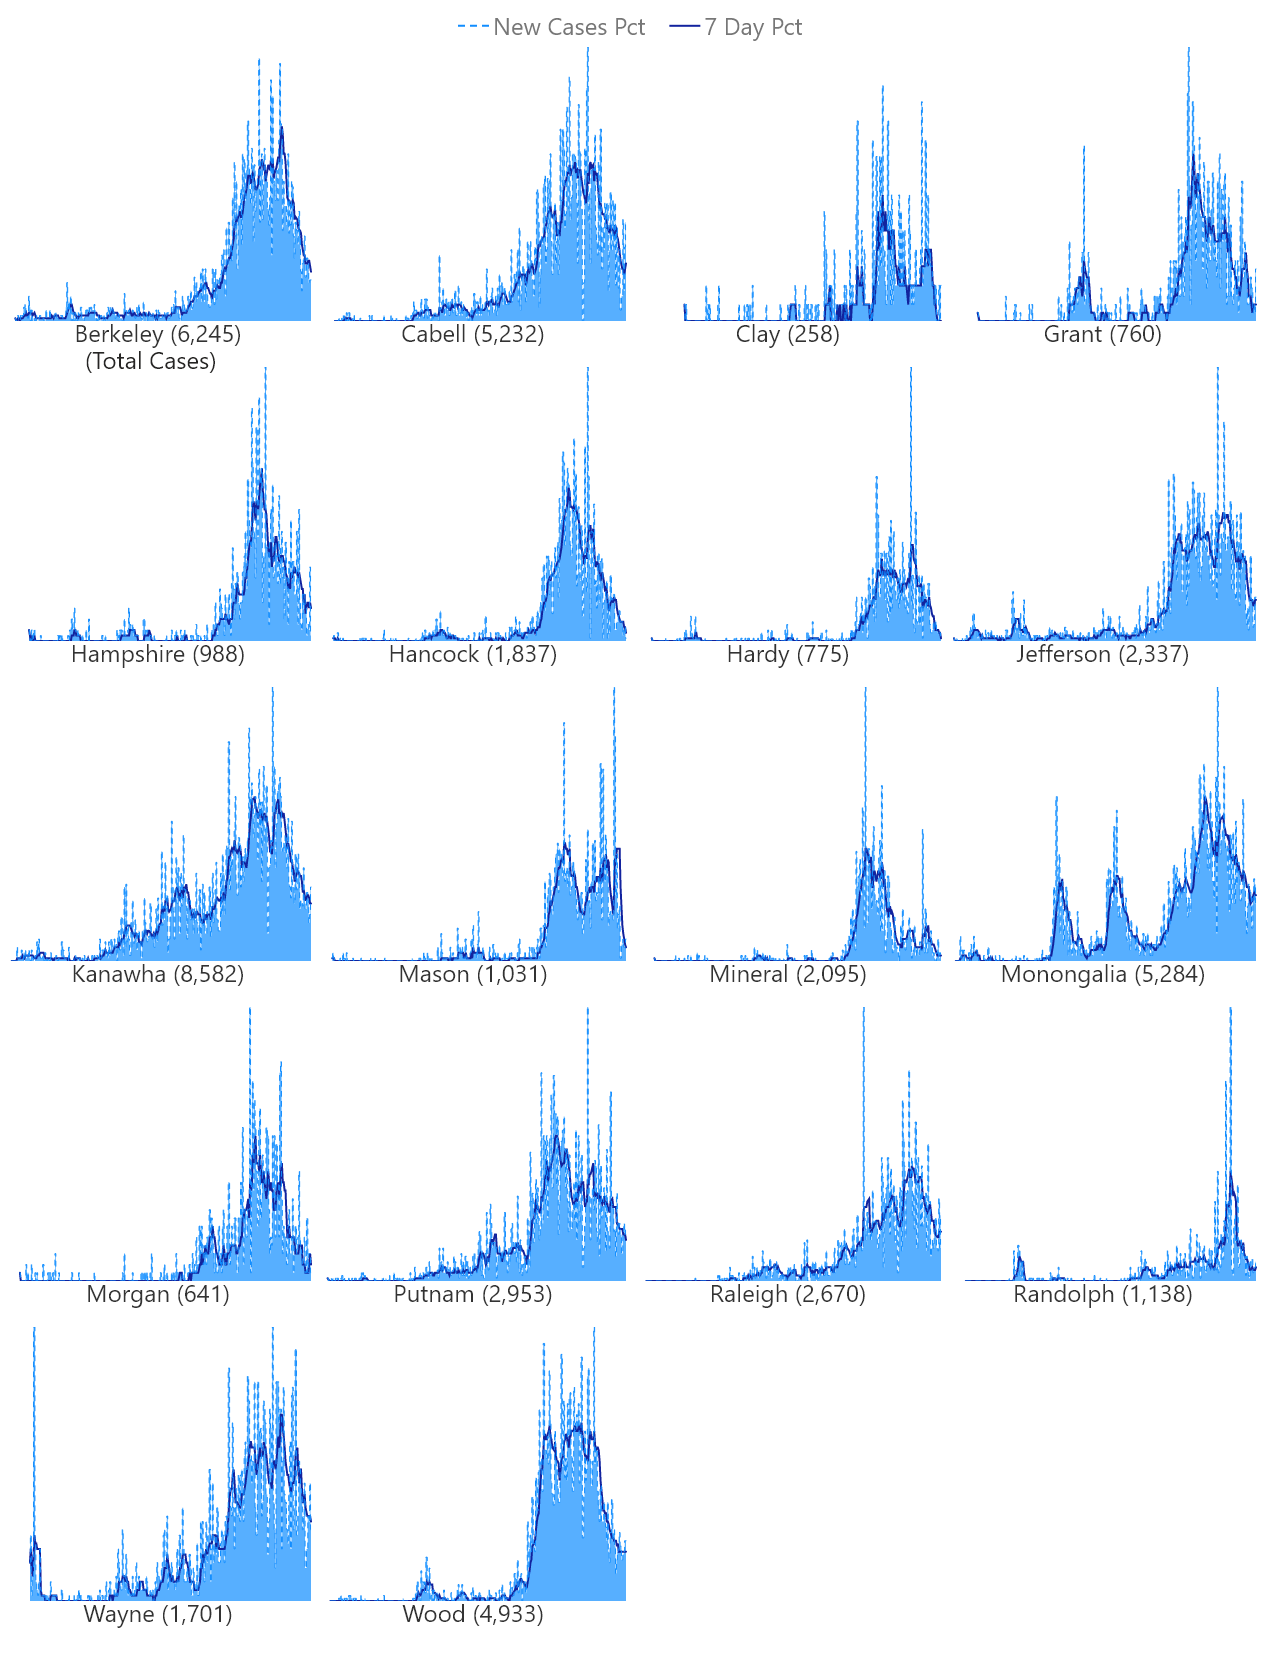 New Cases Pct 7 Day Pct
Berkeley (6,245) Cabell (5,232) Clay (258) Grant (760)
(Total Cases)
Hampshire (988) Hancock (1,837) Hardy (775) Jefferson (2,337)
Kanawha (8,582) Mason (1,031) Mineral (2,095) Monongalia (5,284)
Morgan (641) Putnam (2,953) Raleigh (2,670) Randolph (1,138)
Wayne (1,701) Wood (4,933)